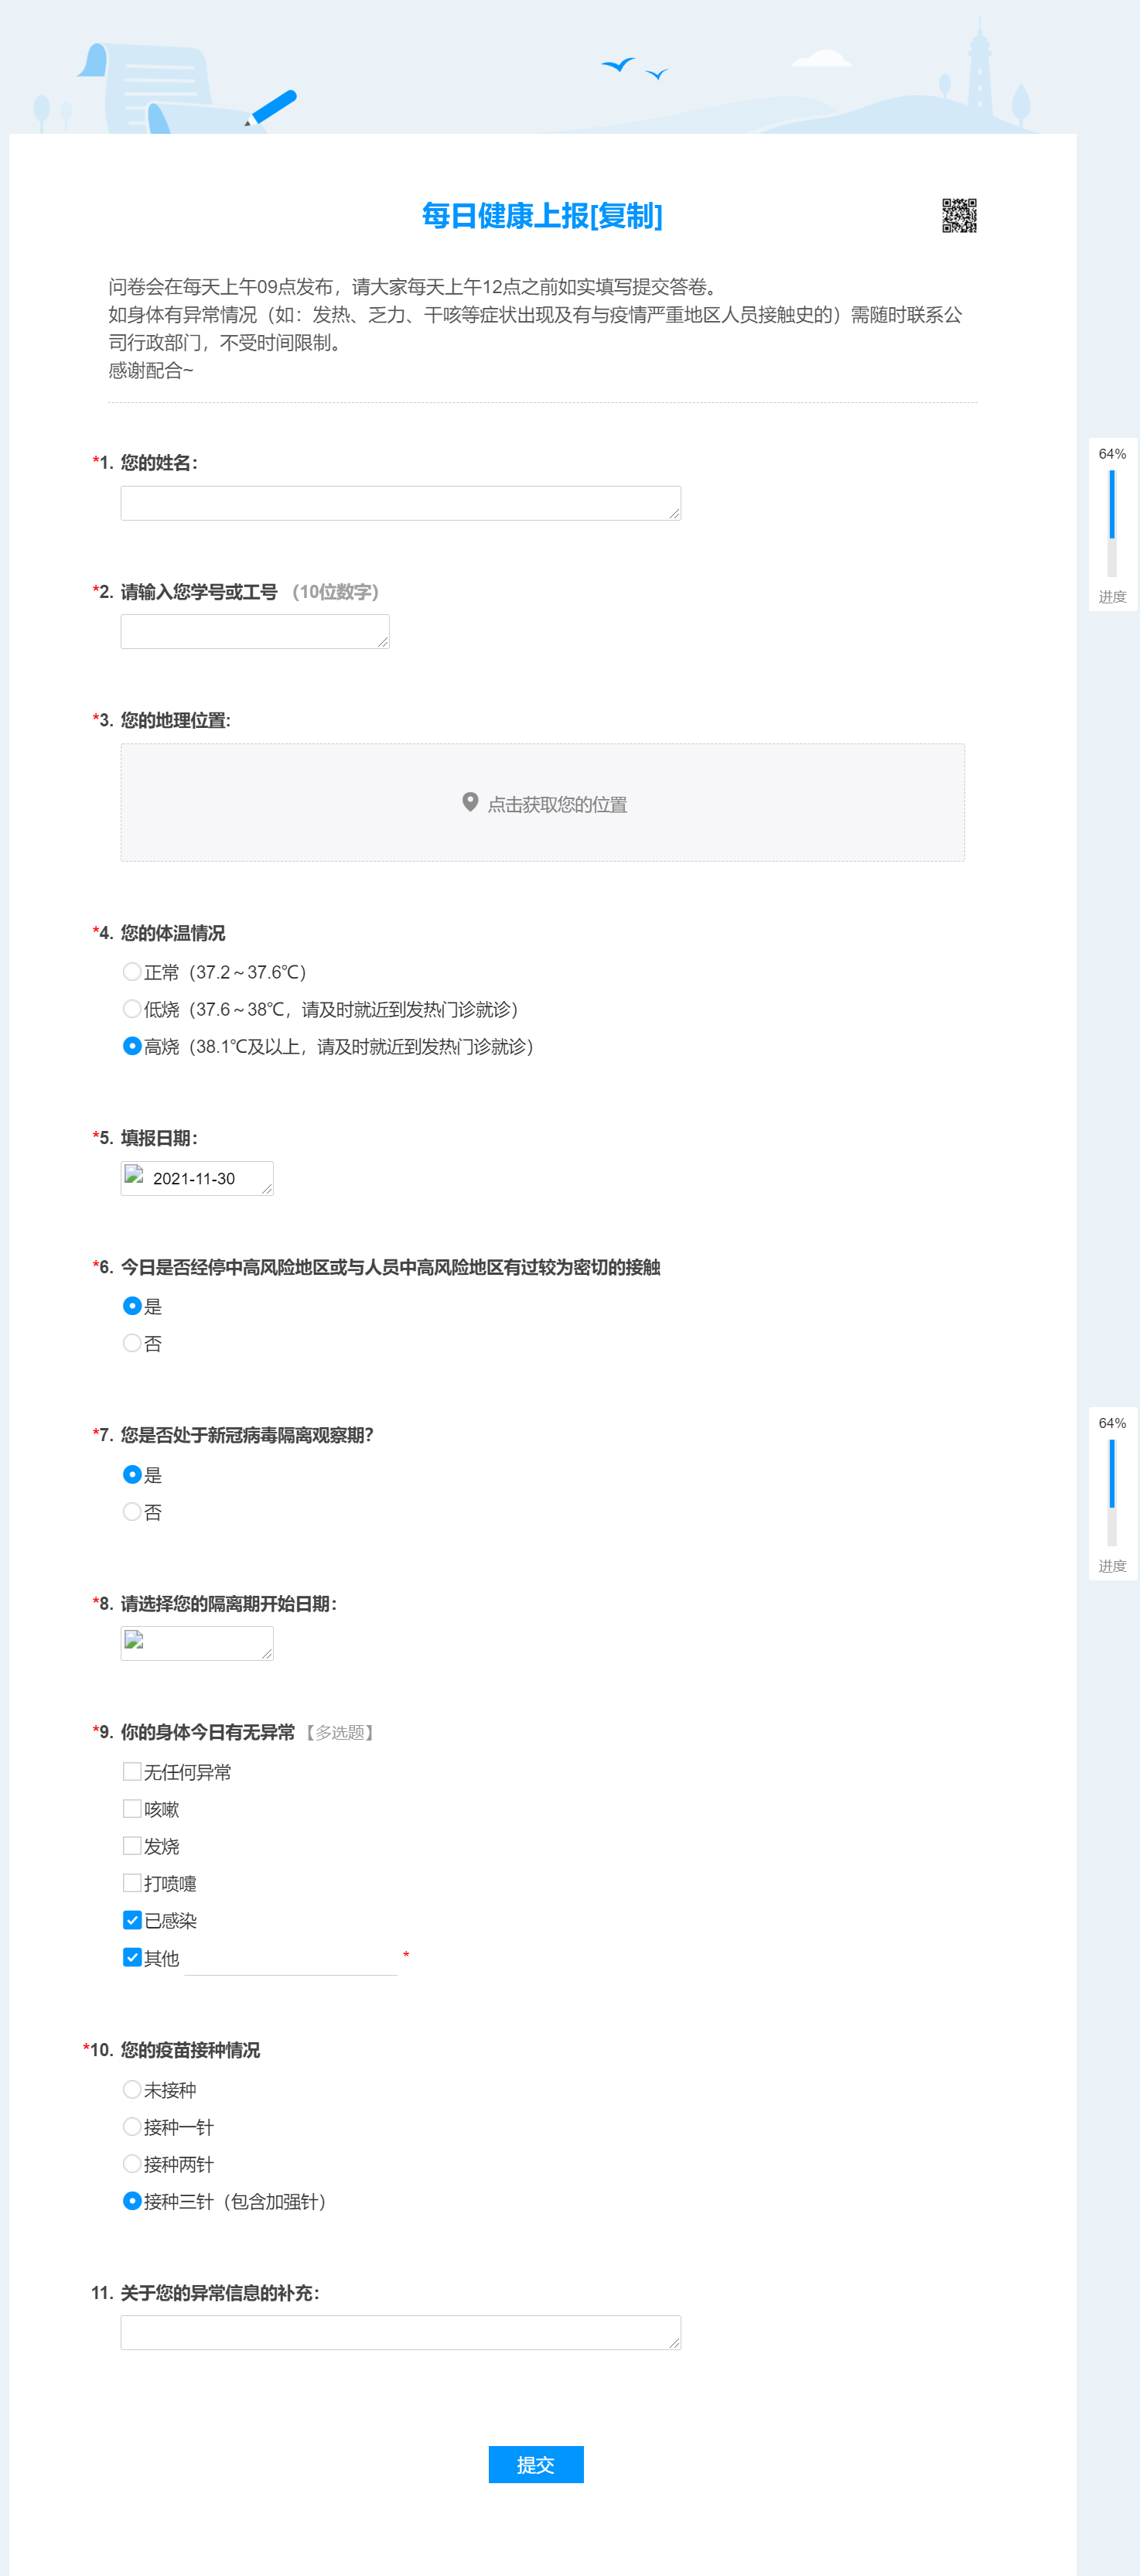 每日健康上报[复制]
问卷会在每天上午09点发布，请大家每天上午12点之前如实填写提交答卷。
如身体有异常情况（如：发热、乏力、干咳等症状出现及有与疫情严重地区人员接触史的）需随时联系公
司行政部门，不受时间限制。
感谢配合~
64%
进度
*1. 您的姓名：
*2. 请输入您学号或工号 （10位数字）
*3. 您的地理位置:
点击获取您的位置
*4. 您的体温情况
正常（37.2～37.6℃）
低烧（37.6～38℃，请及时就近到发热门诊就诊）
高烧（38.1℃及以上，请及时就近到发热门诊就诊）
*5. 填报日期：
2021-11-30
*6. 今日是否经停中高风险地区或与人员中高风险地区有过较为密切的接触
是
否
*7. 您是否处于新冠病毒隔离观察期?
是
否
64%
进度
*8. 请选择您的隔离期开始日期：
*9. 你的身体今日有无异常【多选题】
无任何异常
咳嗽
发烧
打喷嚏
已感染
其他 *
*10. 您的疫苗接种情况
未接种
接种一针
接种两针
接种三针（包含加强针）
11. 关于您的异常信息的补充：
提交